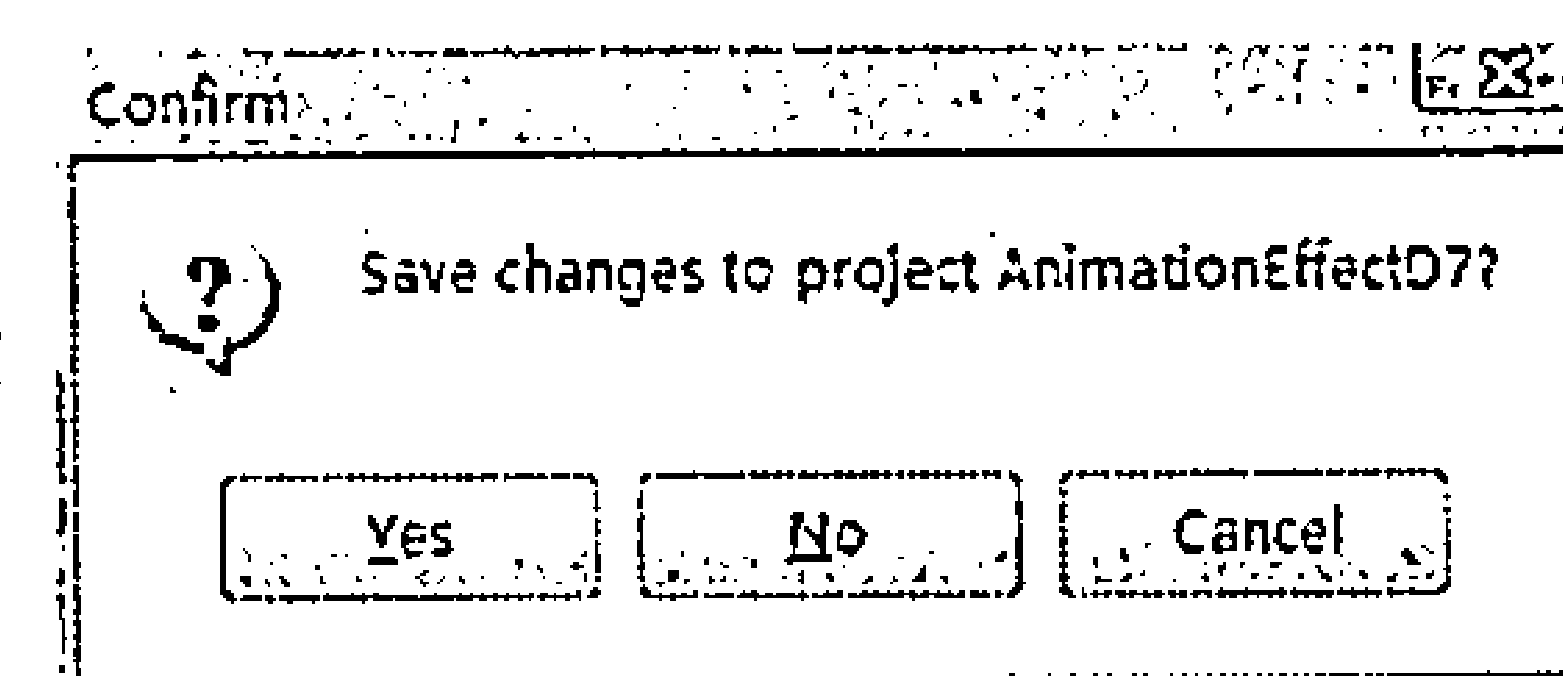 Confirm
Save changes to project AnimationEffectD7?
Yes
No
Cancel